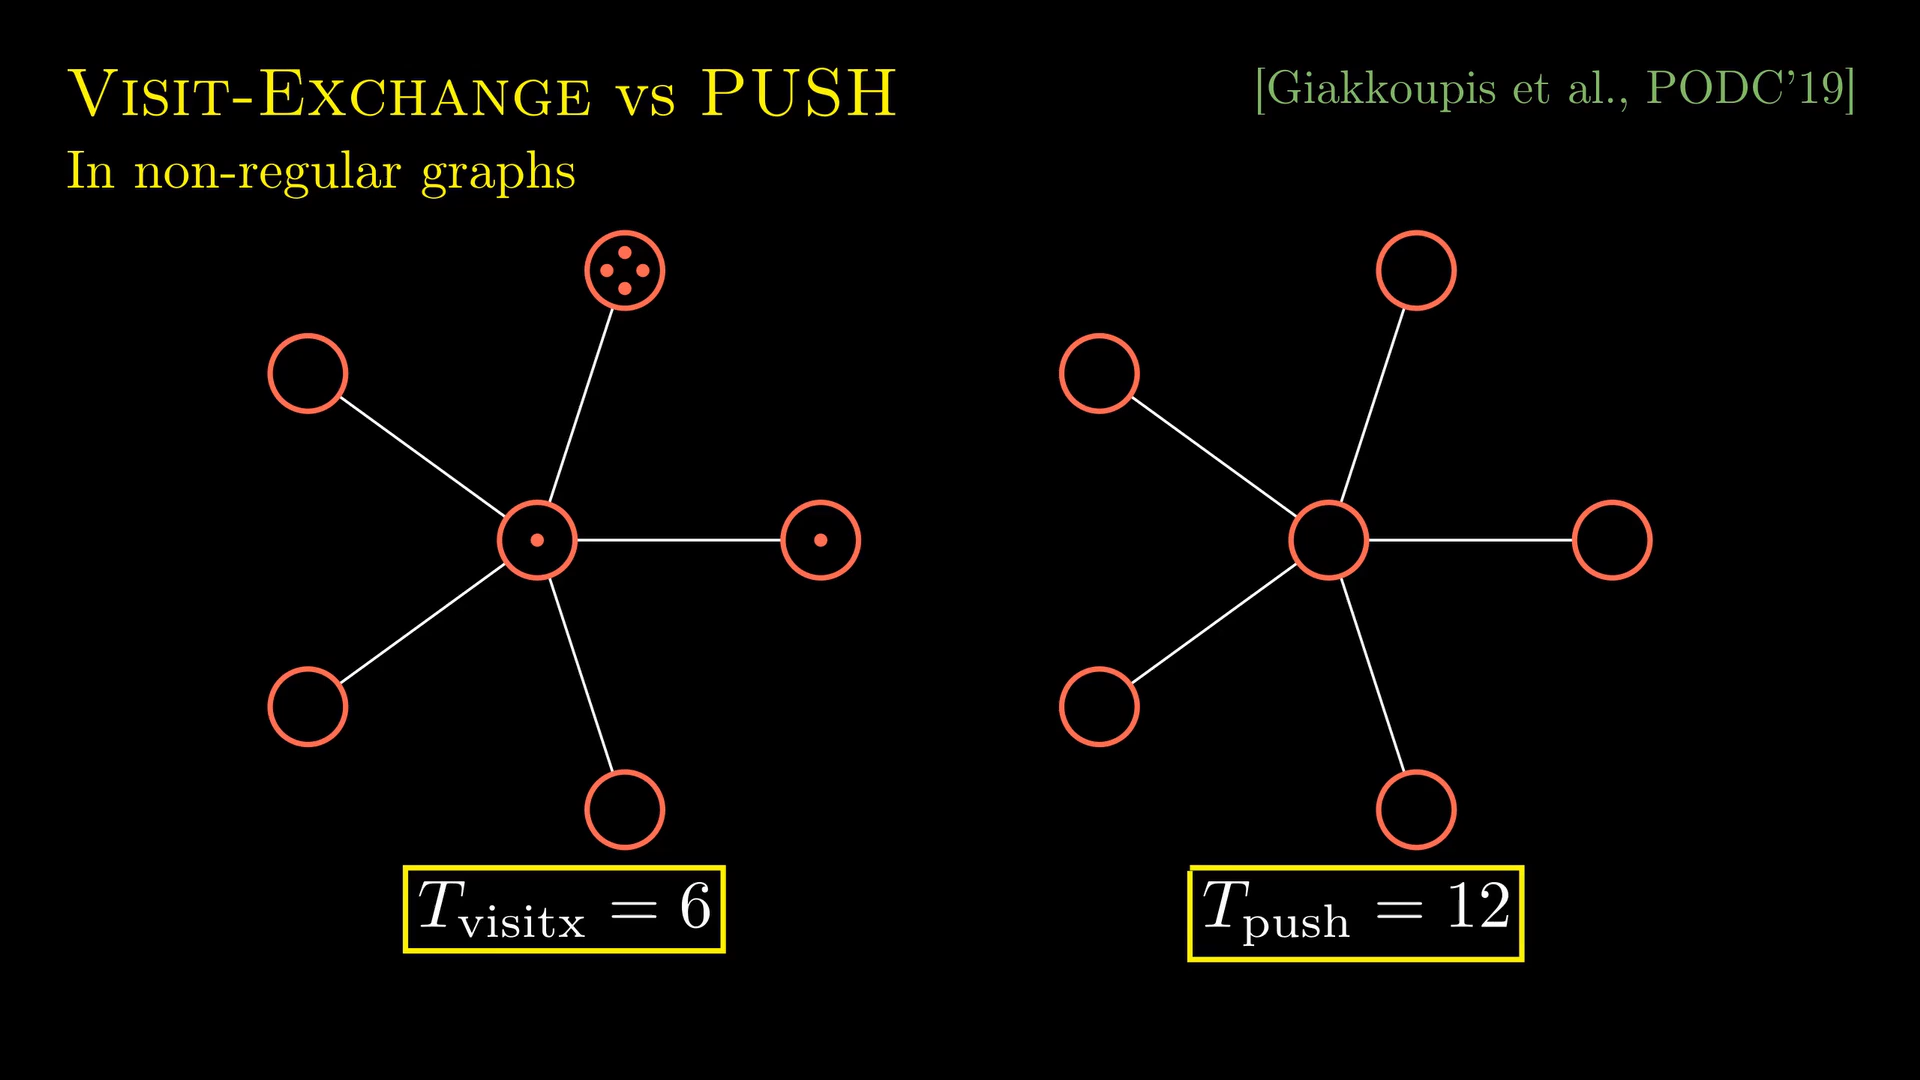 Visit-Exchange vs PUSH
[Giakkoupis et al., PODC'19]
In non-regular graphs
T_visitx = 6
T_push = 12